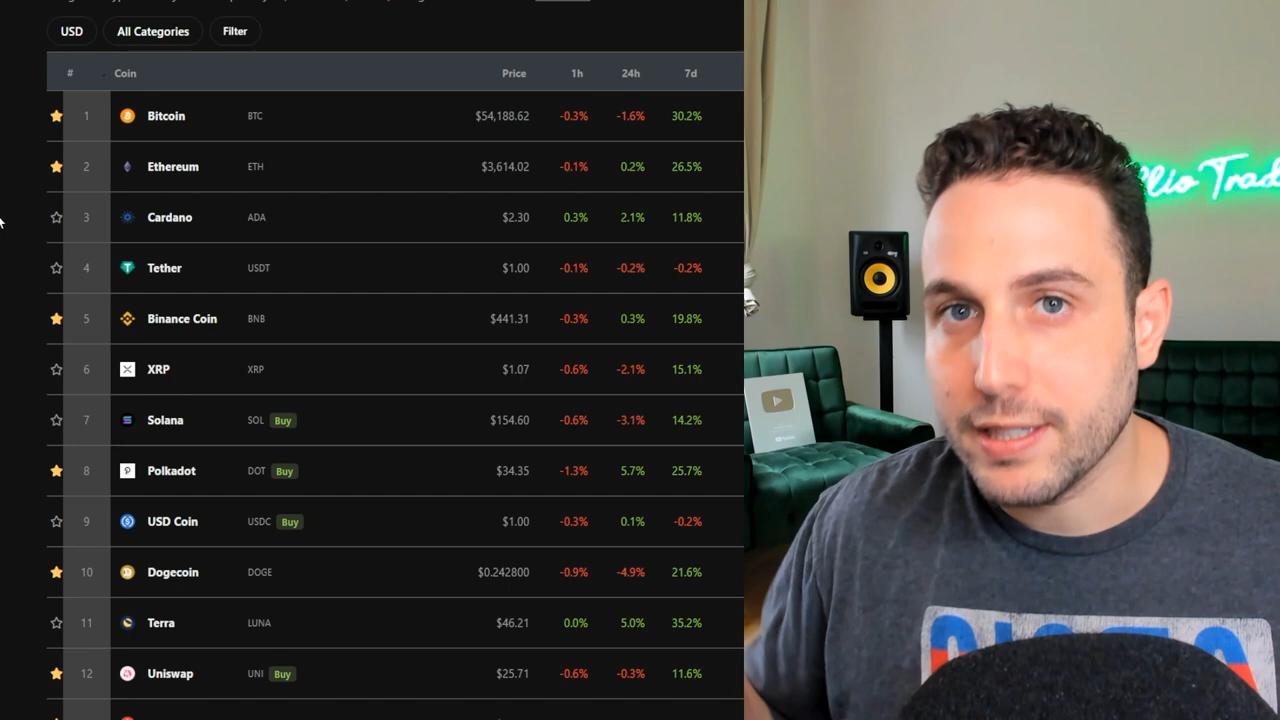 USD All Categories Filter
# Coin Price 1h 24h 7d
1 Bitcoin BTC $54,188.62 -0.3% -1.6% 30.2%
2 Ethereum ETH $3,614.02 -0.1% 0.2% 26.5%
3 Cardano ADA $2.30 0.3% 2.1% 11.8%
4 Tether USDT $1.00 -0.1% -0.2% -0.2%
5 Binance Coin BNB $441.31 -0.3% 0.3% 19.8%
6 XRP XRP $1.07 -0.6% -2.1% 15.1%
7 Solana SOL Buy $154.60 -0.6% -3.1% 14.2%
8 Polkadot DOT Buy $34.35 -1.3% 5.7% 25.7%
9 USD Coin USDC Buy $1.00 -0.3% 0.1% -0.2%
10 Dogecoin DOGE $0.242800 -0.9% -4.9% 21.6%
11 Terra LUNA $46.21 0.0% 5.0% 35.2%
12 Uniswap UNI Buy $25.71 -0.6% -0.3% 11.6%
llio Trad